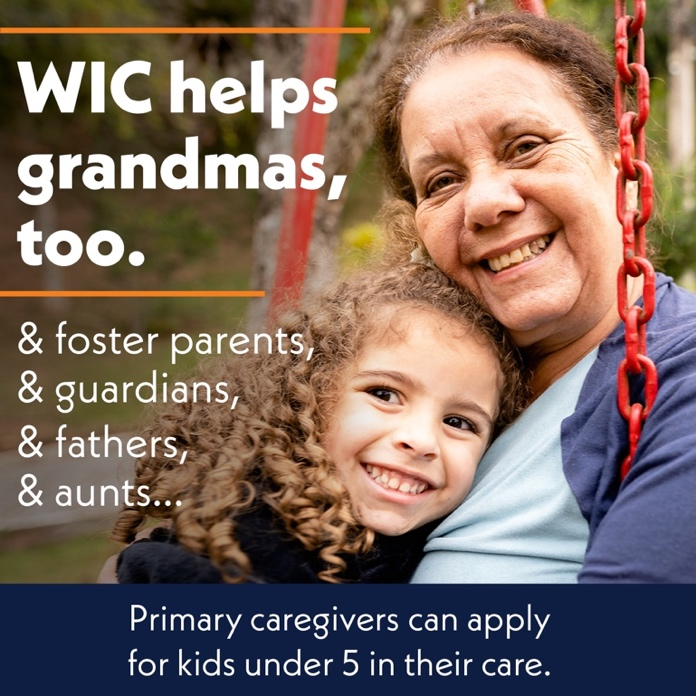 WIC helps
grandmas,
too.
& foster parents,
& guardians,
& fathers,
& aunts...
Primary caregivers can apply
for kids under 5 in their care.